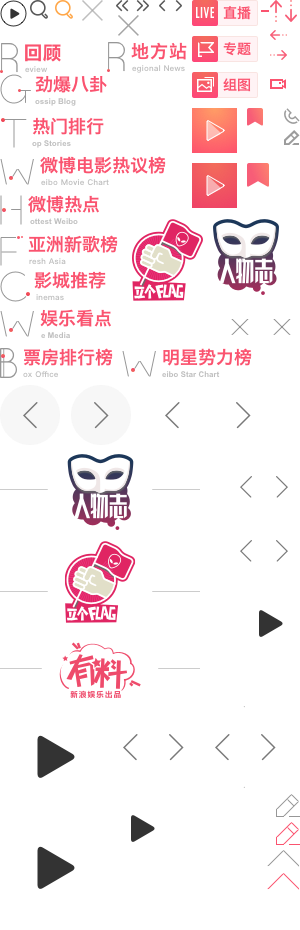 LIVE 直播
R 回顾
eview
R 地方站
egional News
专题
G 劲爆八卦
ossip Blog
组图
T 热门排行
op Stories
W 微博电影热议榜
eibo Movie Chart
H 微博热点
ottest Weibo
F 亚洲新歌榜
resh Asia
立个FLAG
人物志
C 影城推荐
inemas
W 娱乐看点
e Media
B 票房排行榜
ox Office
W 明星势力榜
eibo Star Chart
人物志
立个FLAG
有料
新浪娱乐出品